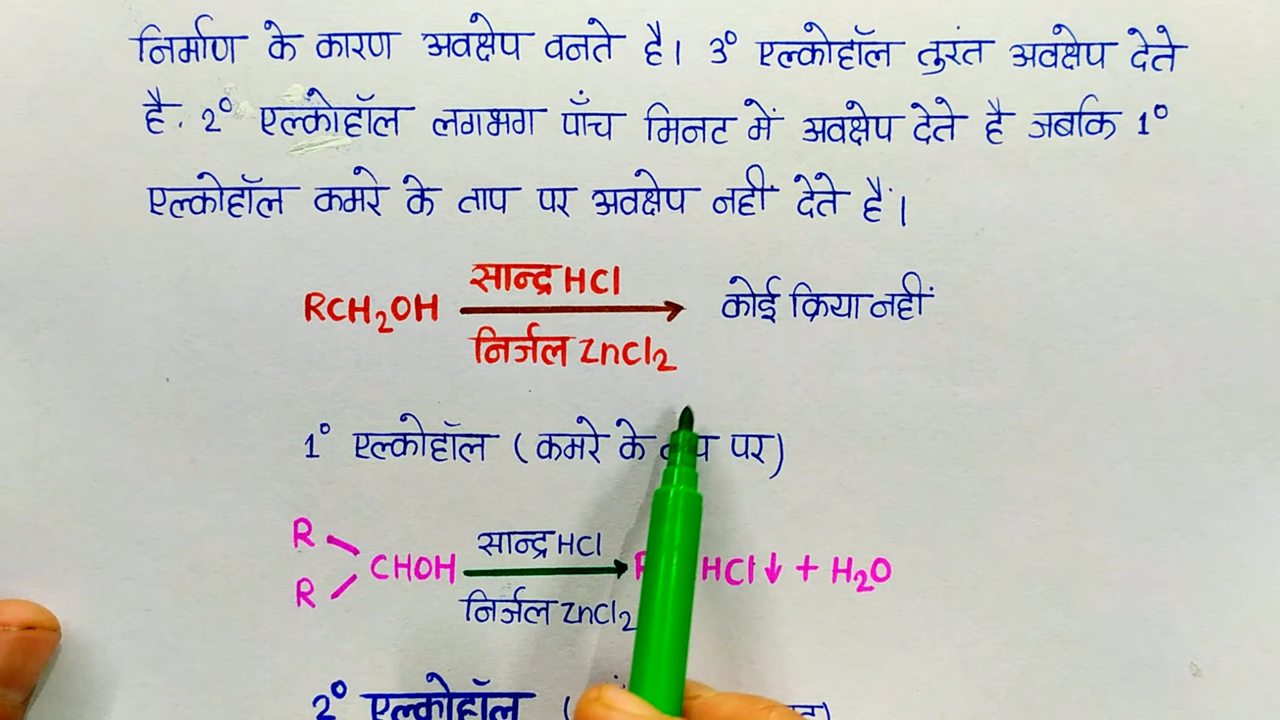 निर्माण के कारण अवक्षेप वनते है। 3° एल्कोहॉल तुरंत अवक्षेप देते
है. 2° एल्कोहॉल लगभग पाँच मिनट में अवक्षेप देते है जबकि 1°
एल्कोहॉल कमरे के ताप पर अवक्षेप नही देते है।
सान्द्र HCl
RCH₂OH → कोई क्रिया नहीं
निर्जल ZnCl₂
1° एल्कोहॉल (कमरे के पर)
R सान्द्र HCl
CHOH → HCl↓ + H₂O
R निर्जल ZnCl₂
2° एल्कोहॉल (